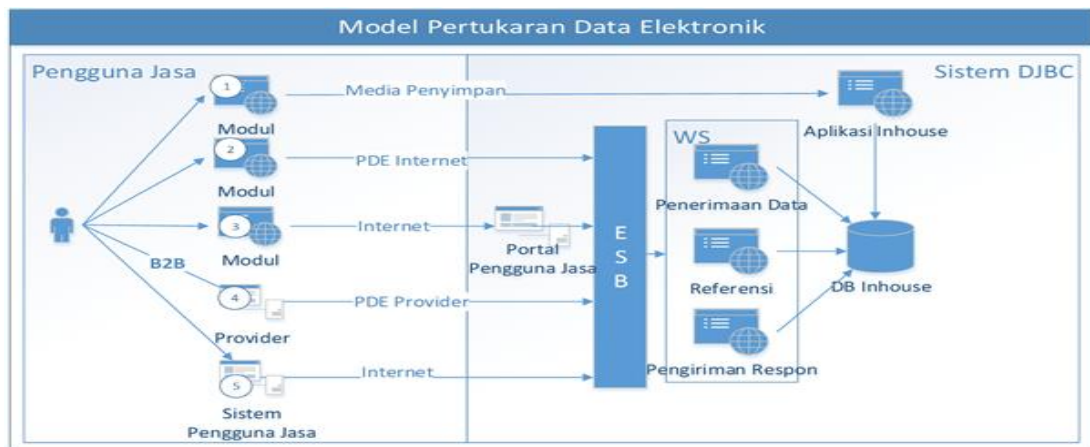 Model Pertukaran Data Elektronik
Pengguna Jasa
Sistem DJBC
1
Modul
Media Penyimpan
Aplikasi Inhouse
2
Modul
PDE Internet
3
Modul
Internet
Portal
Pengguna Jasa
B2B
4
Provider
PDE Provider
5
Sistem
Pengguna Jasa
Internet
E
S
B
WS
Penerimaan Data
Referensi
Pengiriman Respon
DB Inhouse